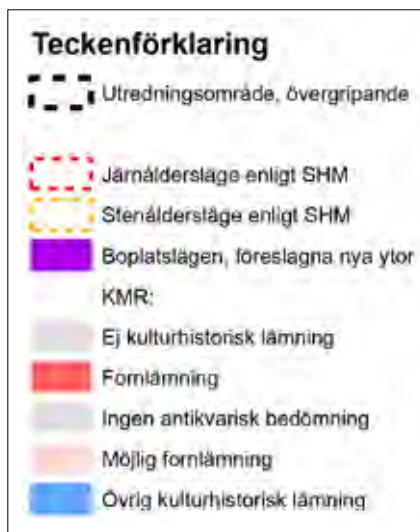 Teckenförklaring
Utredningsområde, övergripande
Järnåldersläge enligt SHM
Stenåldersläge enligt SHM
Boplatslägen, föreslagna nya ytor
KMR:
Ej kulturhistorisk lämning
Fornlämning
Ingen antikvarisk bedömning
Möjlig fornlämning
Övrig kulturhistorisk lämning